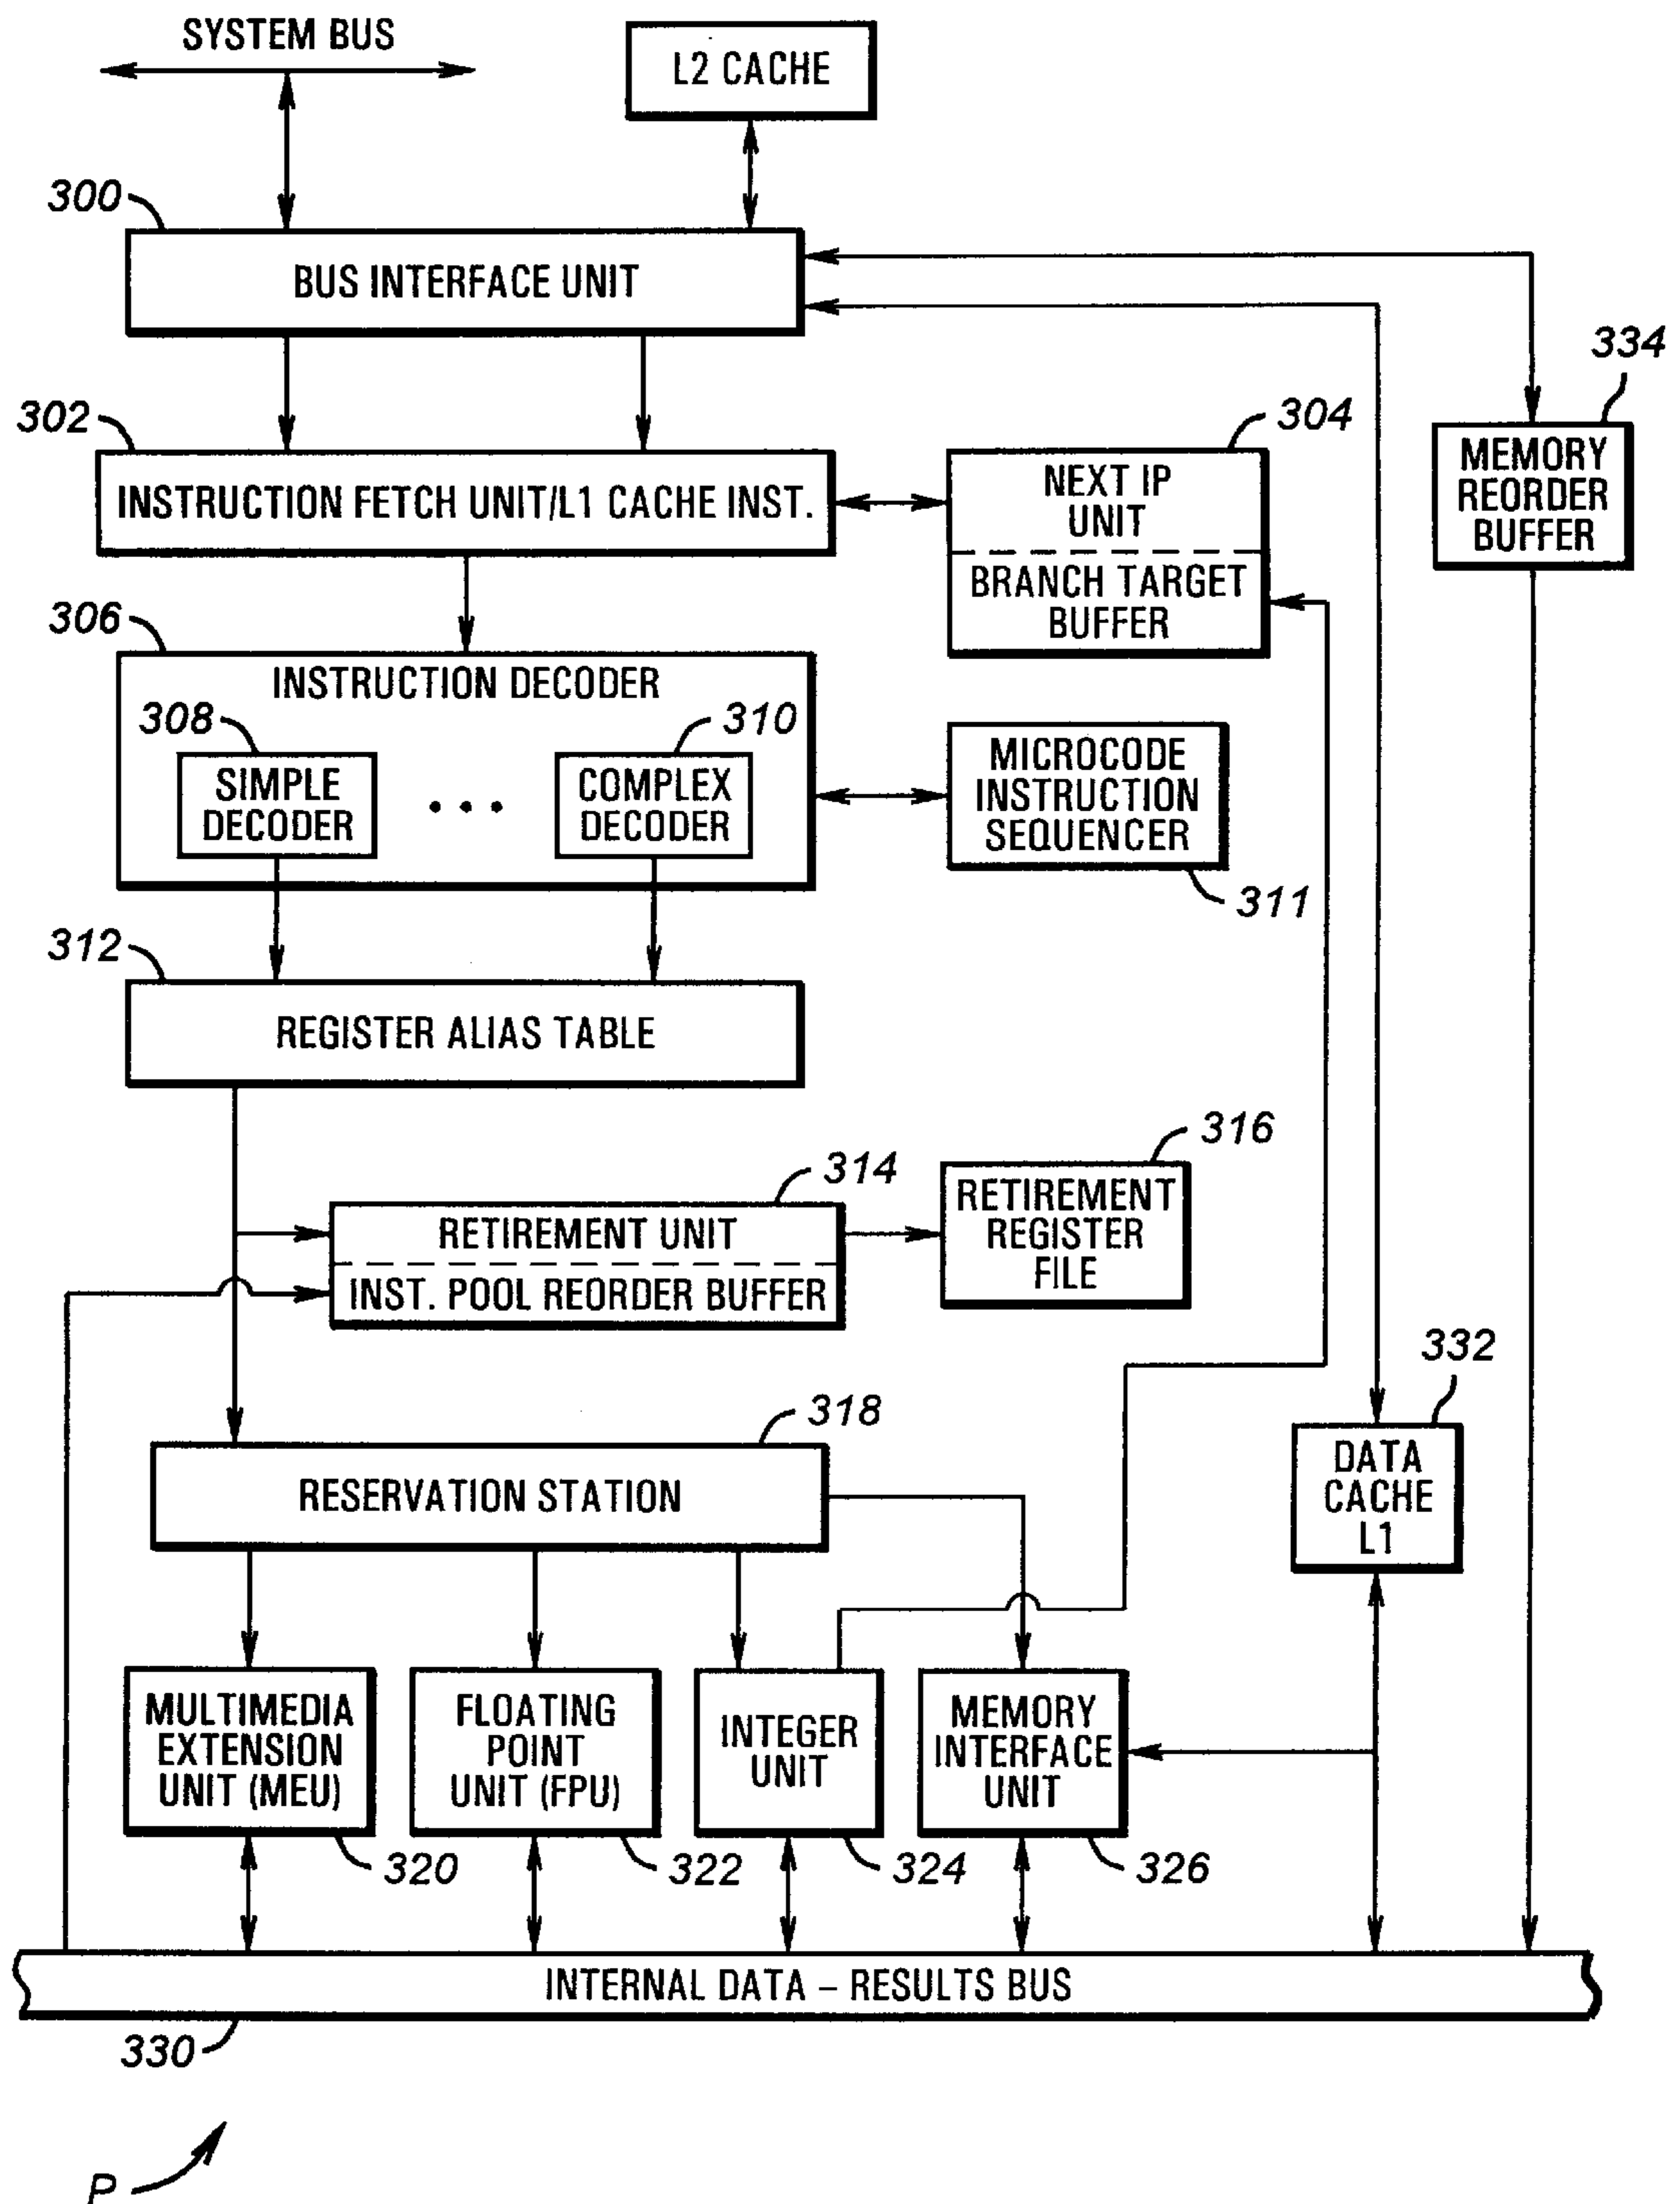 SYSTEM BUS
L2 CACHE
300
BUS INTERFACE UNIT
334
302
304
INSTRUCTION FETCH UNIT/L1 CACHE INST.
NEXT IP
UNIT
BRANCH TARGET
BUFFER
MEMORY
REORDER
BUFFER
306
INSTRUCTION DECODER
308
310
SIMPLE
DECODER
• • •
COMPLEX
DECODER
MICROCODE
INSTRUCTION
SEQUENCER
311
312
REGISTER ALIAS TABLE
314
316
RETIREMENT UNIT
INST. POOL REORDER BUFFER
RETIREMENT
REGISTER
FILE
332
318
RESERVATION STATION
DATA
CACHE
L1
MULTIMEDIA
EXTENSION
UNIT (MEU)
FLOATING
POINT
UNIT (FPU)
INTEGER
UNIT
MEMORY
INTERFACE
UNIT
320
322
324
326
INTERNAL DATA – RESULTS BUS
330
P